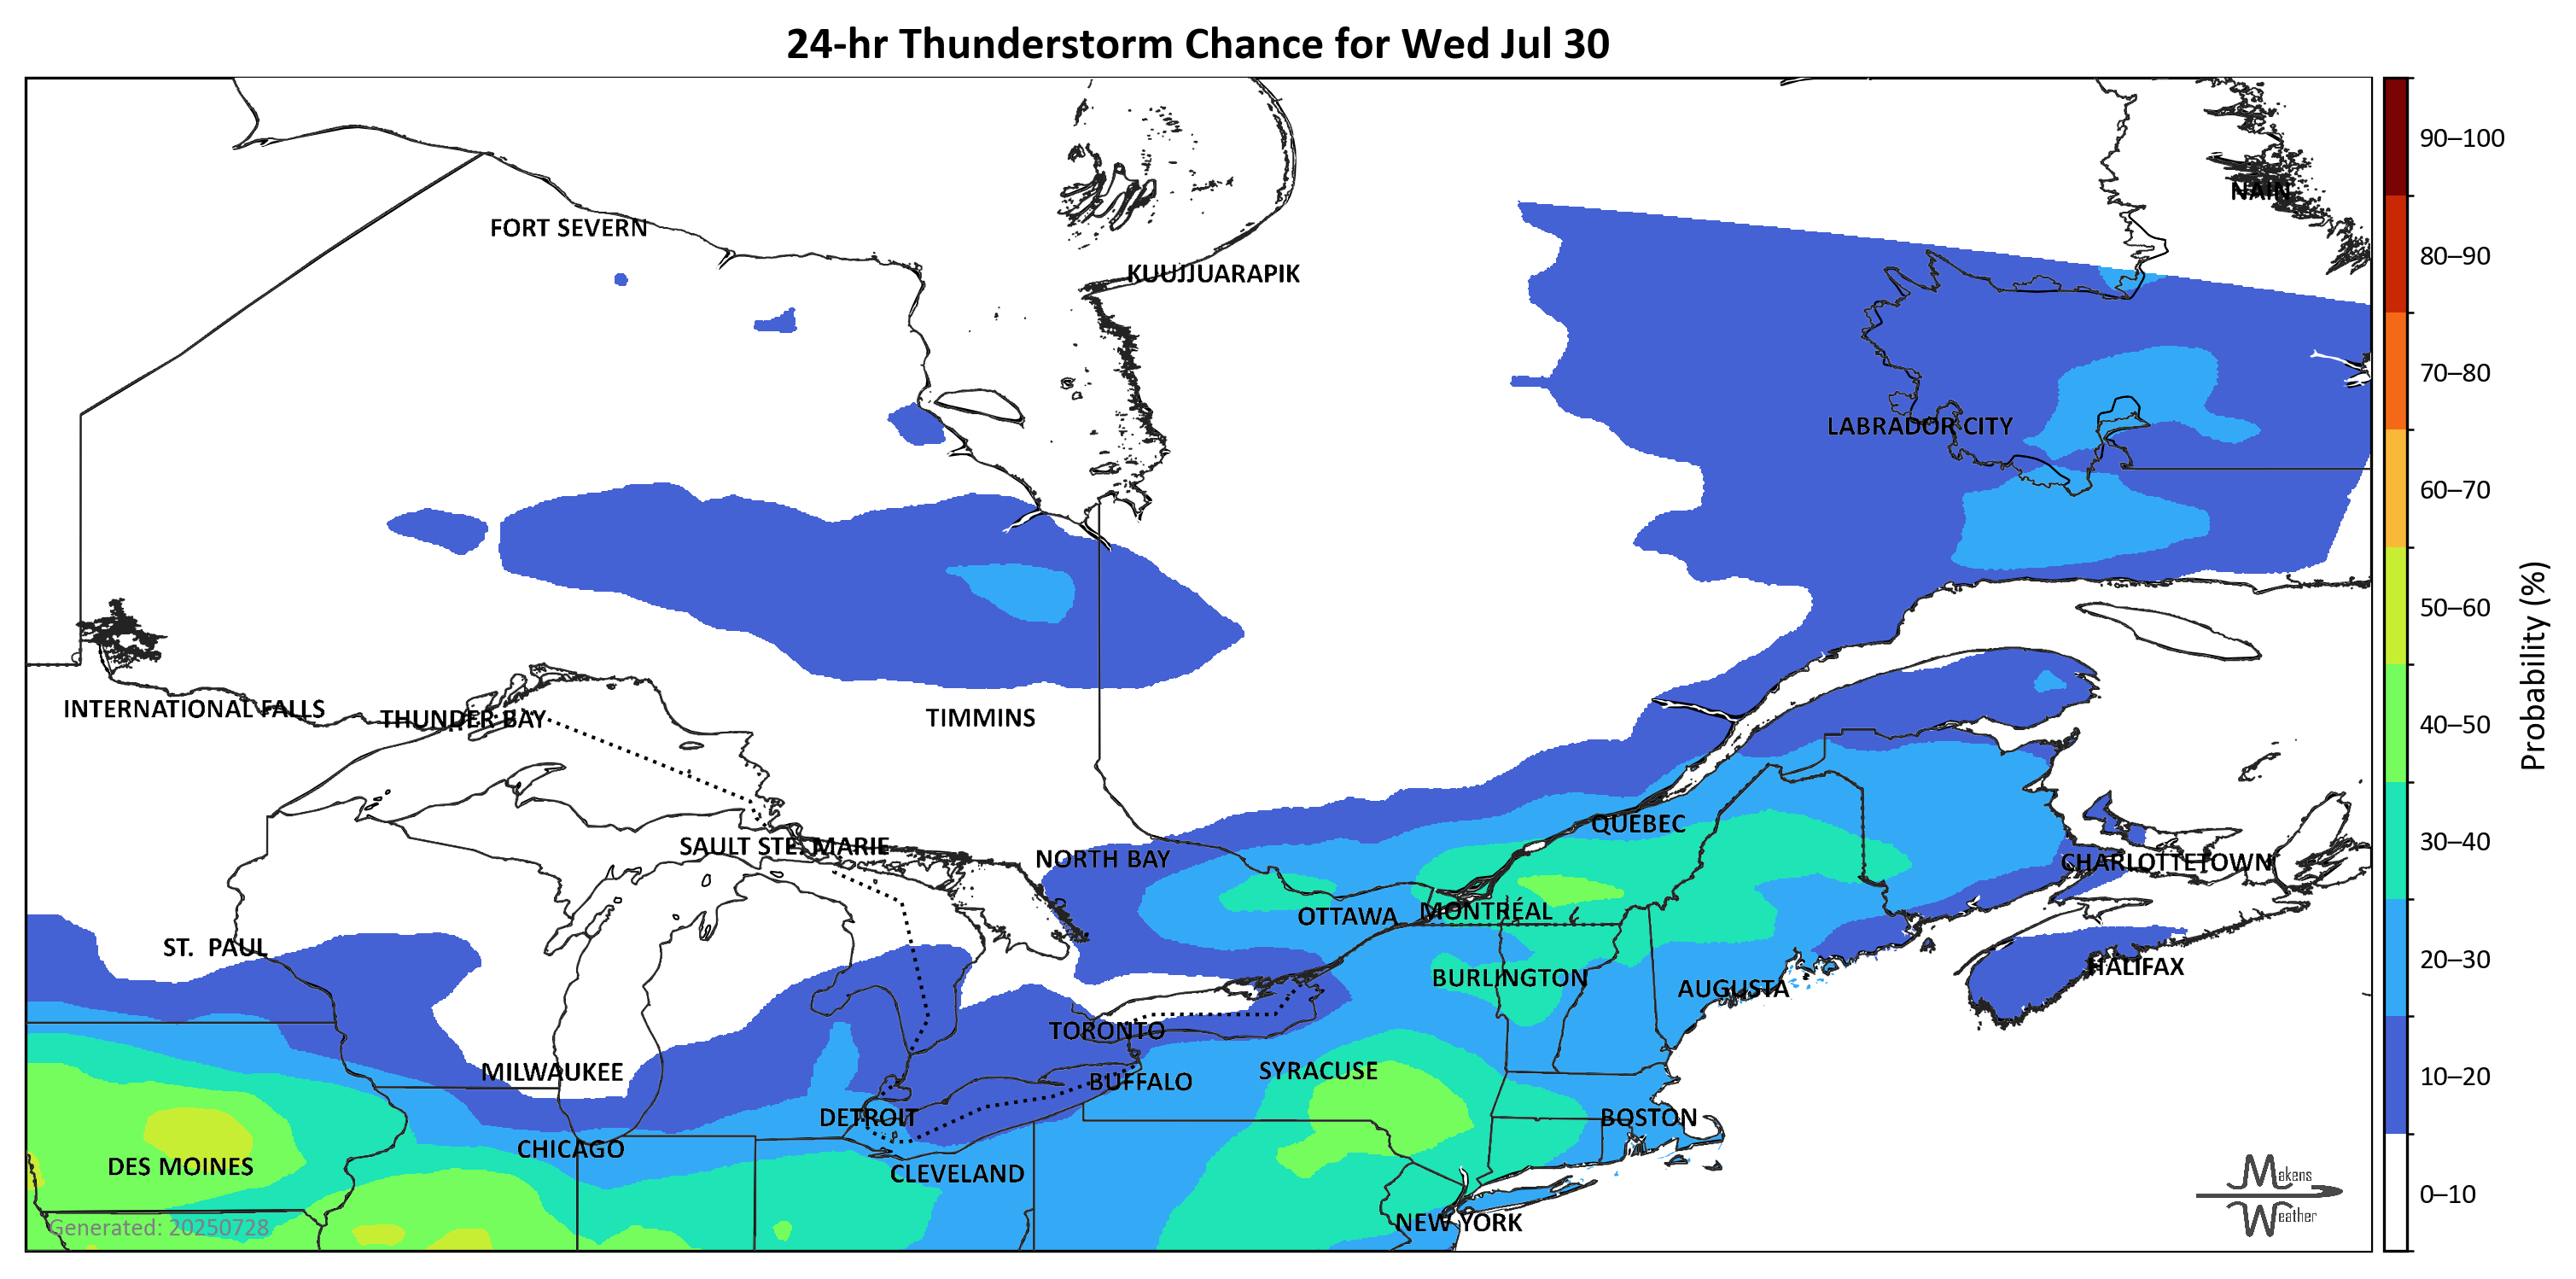 24-hr Thunderstorm Chance for Wed Jul 30
90–100
NAIN
FORT SEVERN
80–90
KUUJJUARAPIK
70–80
LABRADOR CITY
60–70
50–60
Probability (%)
INTERNATIONAL FALLS
THUNDER BAY
TIMMINS
40–50
QUEBEC
SAULT STE. MARIE
30–40
NORTH BAY
CHARLOTTETOWN
OTTAWA
MONTRÉAL
ST. PAUL
20–30
HALIFAX
BURLINGTON
AUGUSTA
TORONTO
MILWAUKEE
SYRACUSE
10–20
BUFFALO
DETROIT
BOSTON
CHICAGO
DES MOINES
CLEVELAND
Makens
Weather
0–10
NEW YORK
Generated: 20250728